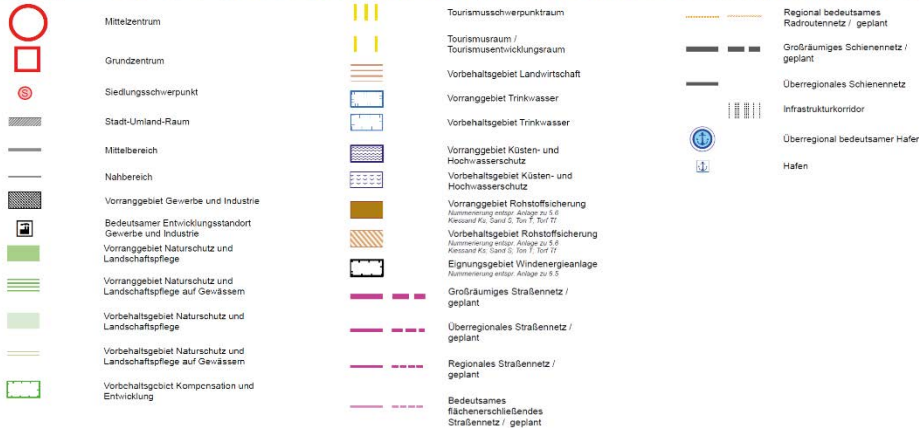 Mittelzentrum
Grundzentrum
S
Siedlungsschwerpunkt
Stadt-Umland-Raum
Mittelbereich
Nahbereich
Vorranggebiet Gewerbe und Industrie
Bedeutsamer Entwicklungsstandort
Gewerbe und Industrie
Vorranggebiet Naturschutz und
Landschaftspflege
Vorranggebiet Naturschutz und
Landschaftspflege auf Gewässern
Vorbehaltsgebiet Naturschutz und
Landschaftspflege
Vorbehaltsgebiet Naturschutz und
Landschaftspflege auf Gewässern
Vorbehaltsgebiet Kompensation und
Entwicklung
Tourismusschwerpunktraum
Tourismusraum /
Tourismusentwicklungsraum
Vorbehaltsgebiet Landwirtschaft
Vorranggebiet Trinkwasser
Vorbehaltsgebiet Trinkwasser
Vorranggebiet Küsten- und
Hochwasserschutz
Vorbehaltsgebiet Küsten- und
Hochwasserschutz
Vorranggebiet Rohstoffsicherung
Nummerierung entspr. Anlage zu 5.6
Kiessand Ks, Sand S, Ton T, Torf Tf
Vorbehaltsgebiet Rohstoffsicherung
Nummerierung entspr. Anlage zu 5.6
Kiessand Ks, Sand S, Ton T, Torf Tf
Eignungsgebiet Windenergieanlage
Nummerierung entspr. Anlage zu 6.5
Großräumiges Straßennetz /
geplant
Überregionales Straßennetz /
geplant
Regionales Straßennetz /
geplant
Bedeutsames
flächenerschließendes
Straßennetz / geplant
Regional bedeutsames
Radroutennetz / geplant
Großräumiges Schienennetz /
geplant
Überregionales Schienennetz
Infrastrukturkorridor
Überregional bedeutsamer Hafen
Hafen